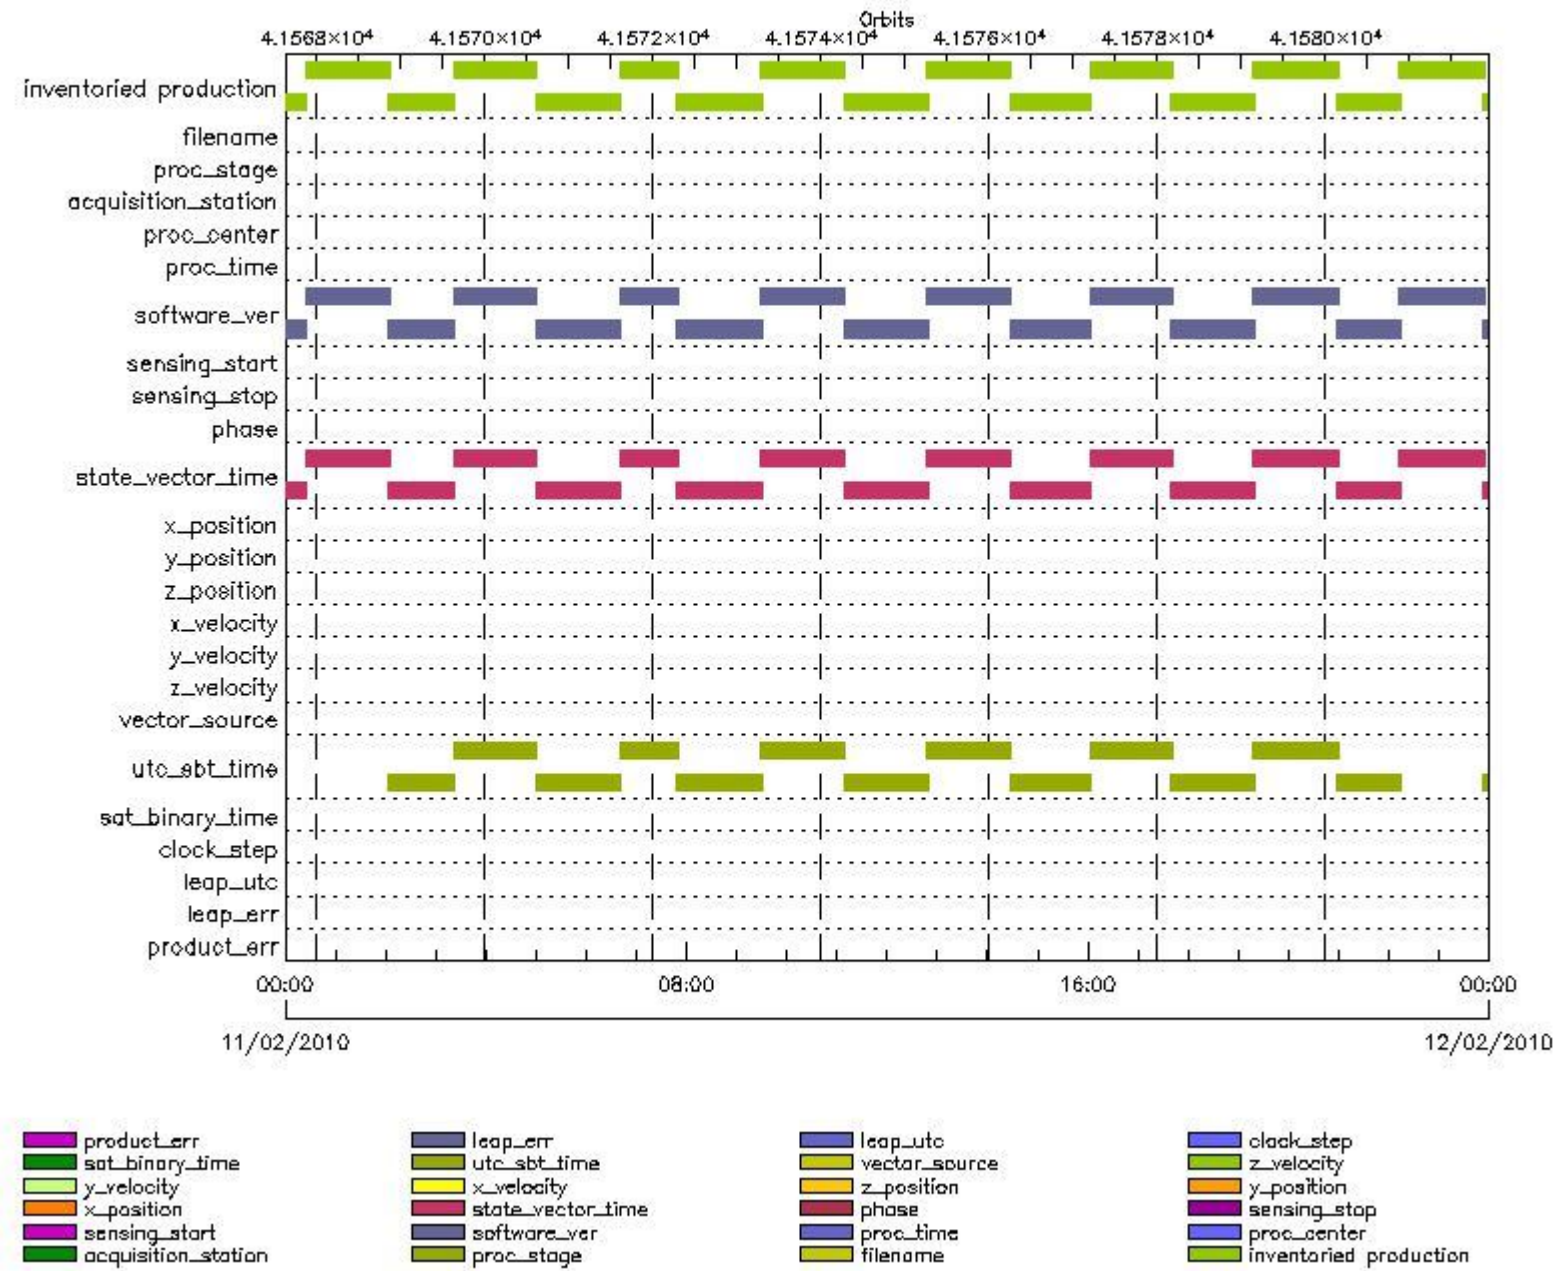 Orbits
4.1568×10⁴ 4.1570×10⁴ 4.1572×10⁴ 4.1574×10⁴ 4.1576×10⁴ 4.1578×10⁴ 4.1580×10⁴
inventoried production
filename
proc_stage
acquisition_station
proc_center
proc_time
software_ver
sensing_start
sensing_stop
phase
state_vector_time
x_position
y_position
z_position
x_velocity
y_velocity
z_velocity
vector_source
utc_sbt_time
sat_binary_time
clock_step
leap_utc
leap_err
product_err
00:00 08:00 16:00 00:00
11/02/2010 12/02/2010
product_err leap_err leap_utc clock_step
sat_binary_time utc_sbt_time vector_source z_velocity
y_velocity x_velocity z_position y_position
x_position state_vector_time phase sensing_stop
sensing_start software_ver proc_time proc_center
acquisition_station proc_stage filename inventoried production